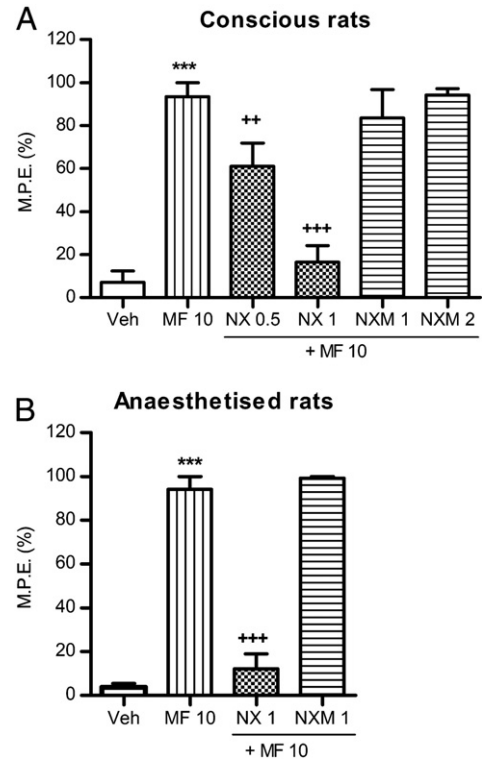 A
Conscious rats
M.P.E. (%)
120
100
80
60
40
20
0
***
++
+++
Veh MF 10 NX 0.5 NX 1 NXM 1 NXM 2
+ MF 10
B
Anaesthetised rats
M.P.E. (%)
120
100
80
60
40
20
0
***
+++
Veh MF 10 NX 1 NXM 1
+ MF 10